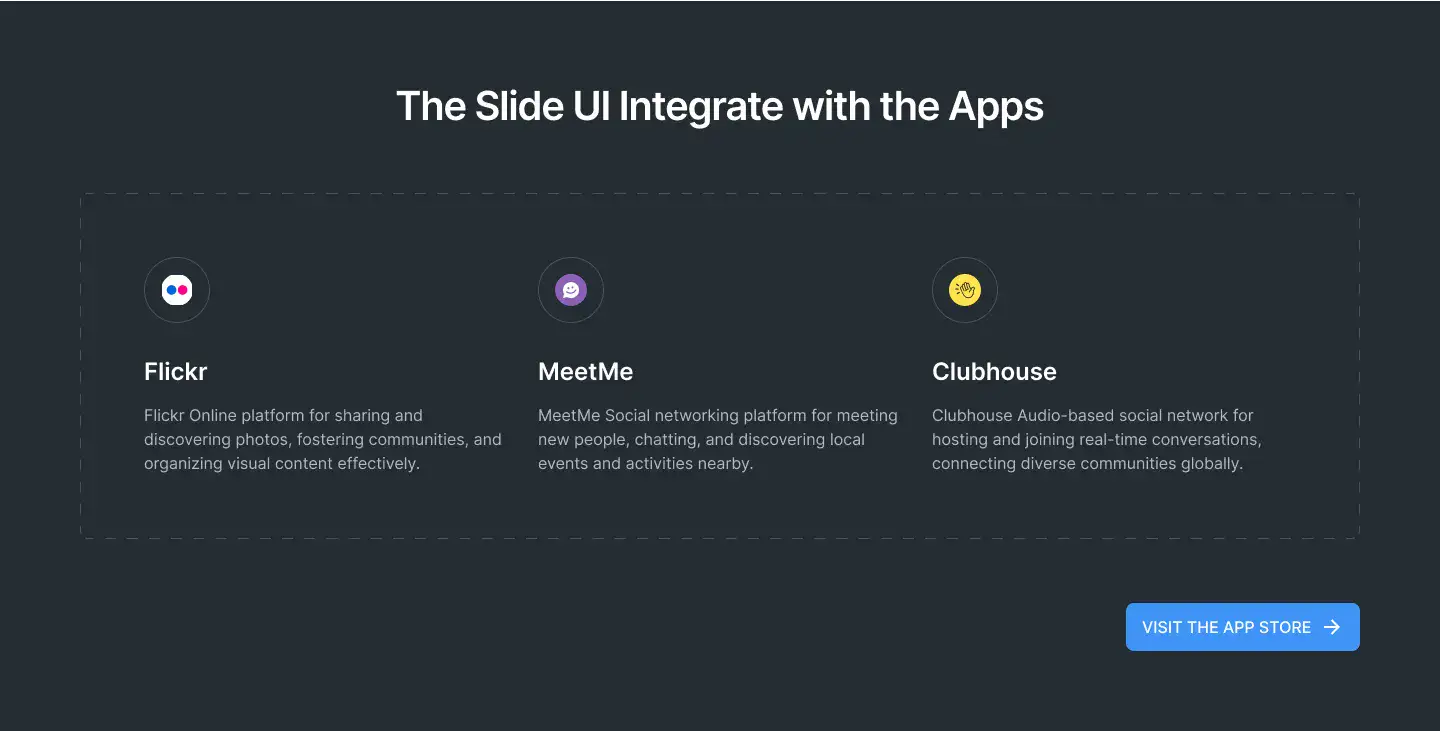 The Slide UI Integrate with the Apps
Flickr
Flickr Online platform for sharing and
discovering photos, fostering communities, and
organizing visual content effectively.
MeetMe
MeetMe Social networking platform for meeting
new people, chatting, and discovering local
events and activities nearby.
Clubhouse
Clubhouse Audio-based social network for
hosting and joining real-time conversations,
connecting diverse communities globally.
VISIT THE APP STORE